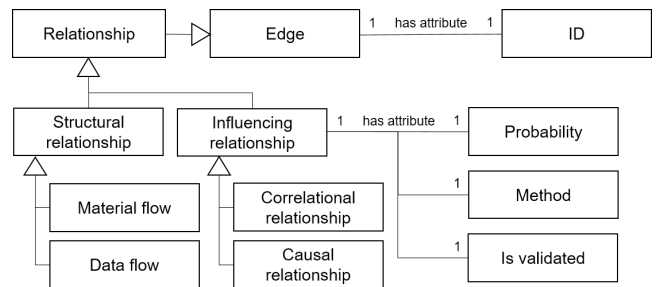 Relationship
Edge
1 has attribute 1
ID
Structural
relationship
Influencing
relationship
1 has attribute 1
Probability
Material flow
Correlational
relationship
1
Method
Data flow
Causal
relationship
1
Is validated